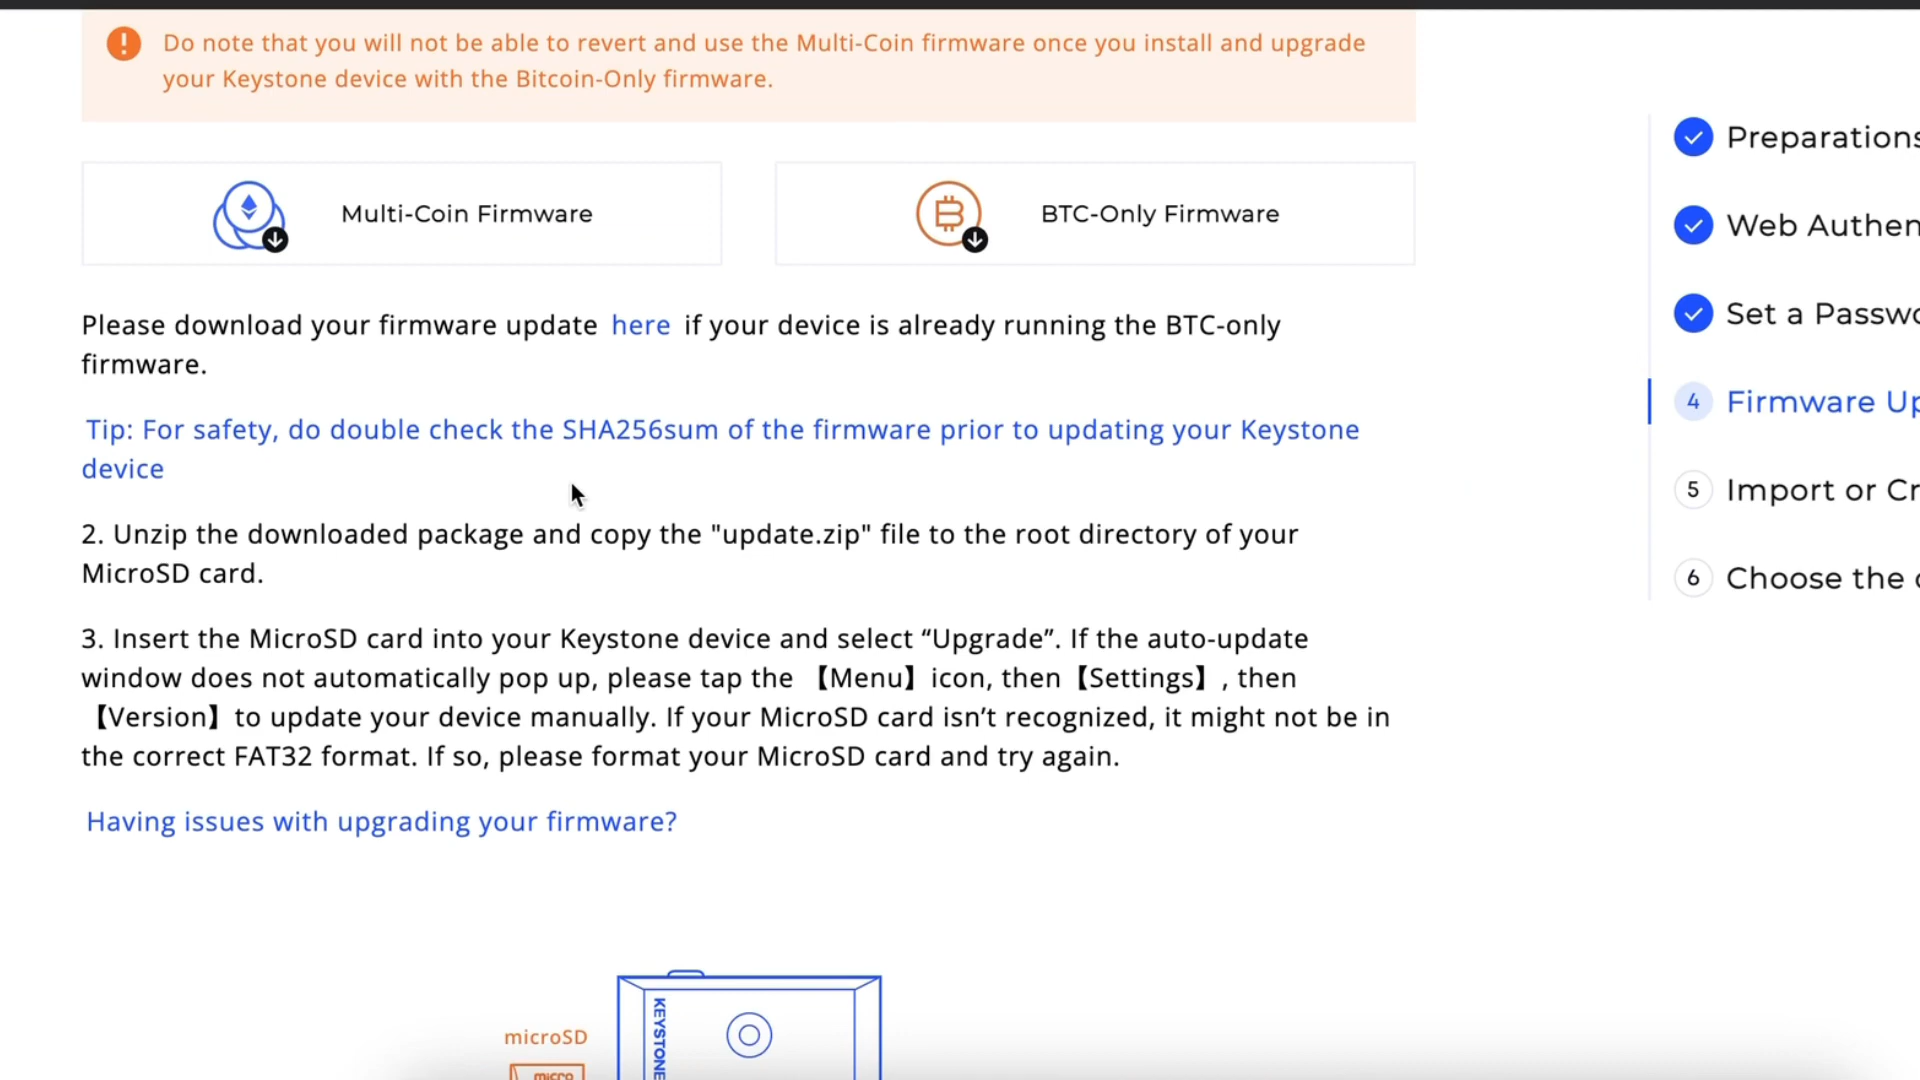 Do note that you will not be able to revert and use the Multi-Coin firmware once you install and upgrade
your Keystone device with the Bitcoin-Only firmware.
Multi-Coin Firmware
BTC-Only Firmware
Please download your firmware update here if your device is already running the BTC-only
firmware.
Tip: For safety, do double check the SHA256sum of the firmware prior to updating your Keystone
device
2. Unzip the downloaded package and copy the "update.zip" file to the root directory of your
MicroSD card.
3. Insert the MicroSD card into your Keystone device and select “Upgrade”. If the auto-update
window does not automatically pop up, please tap the 【Menu】 icon, then 【Settings】, then
【Version】 to update your device manually. If your MicroSD card isn’t recognized, it might not be in
the correct FAT32 format. If so, please format your MicroSD card and try again.
Having issues with upgrading your firmware?
microSD
micro
KEYSTONE
Preparations
Web Authen
Set a Passwo
4 Firmware Up
5 Import or Cr
6 Choose the